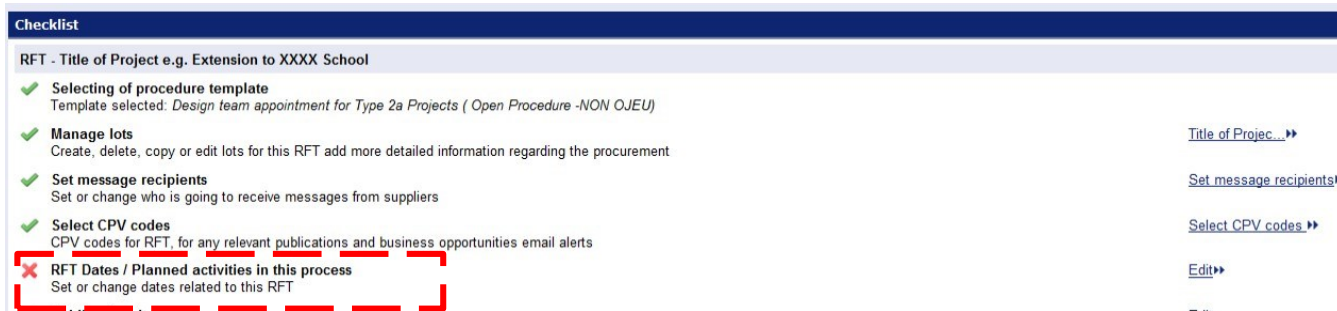 Checklist
RFT - Title of Project e.g. Extension to XXXX School
Selecting of procedure template
Template selected: Design team appointment for Type 2a Projects ( Open Procedure -NON OJEU)
Manage lots
Title of Projec...
Create, delete, copy or edit lots for this RFT add more detailed information regarding the procurement
Set message recipients
Set message recipients
Set or change who is going to receive messages from suppliers
Select CPV codes
Select CPV codes
CPV codes for RFT, for any relevant publications and business opportunities email alerts
RFT Dates / Planned activities in this process
Edit
Set or change dates related to this RFT